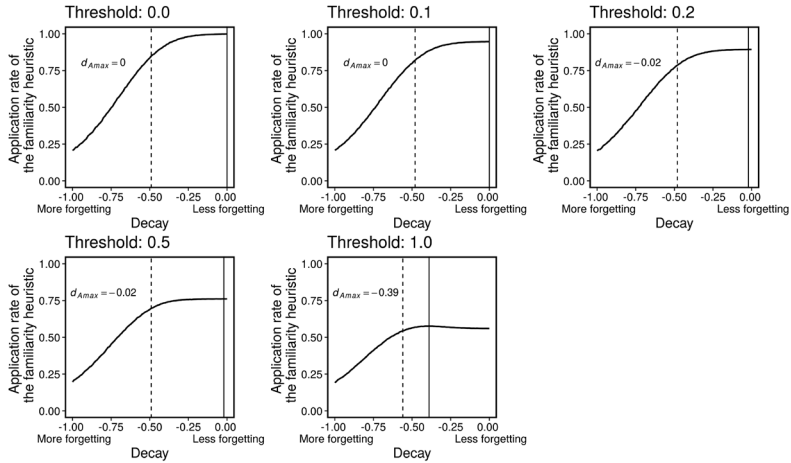 Threshold: 0.0
Application rate of
the familiarity heuristic
1.00
0.75
0.50
0.25
0.00
d_Amax = 0
-1.00 -0.75 -0.50 -0.25 0.00
More forgetting Less forgetting
Decay
Threshold: 0.1
Application rate of
the familiarity heuristic
1.00
0.75
0.50
0.25
0.00
d_Amax = 0
-1.00 -0.75 -0.50 -0.25 0.00
More forgetting Less forgetting
Decay
Threshold: 0.2
Application rate of
the familiarity heuristic
1.00
0.75
0.50
0.25
0.00
d_Amax = -0.02
-1.00 -0.75 -0.50 -0.25 0.00
More forgetting Less forgetting
Decay
Threshold: 0.5
Application rate of
the familiarity heuristic
1.00
0.75
0.50
0.25
0.00
d_Amax = -0.02
-1.00 -0.75 -0.50 -0.25 0.00
More forgetting Less forgetting
Decay
Threshold: 1.0
Application rate of
the familiarity heuristic
1.00
0.75
0.50
0.25
0.00
d_Amax = -0.39
-1.00 -0.75 -0.50 -0.25 0.00
More forgetting Less forgetting
Decay